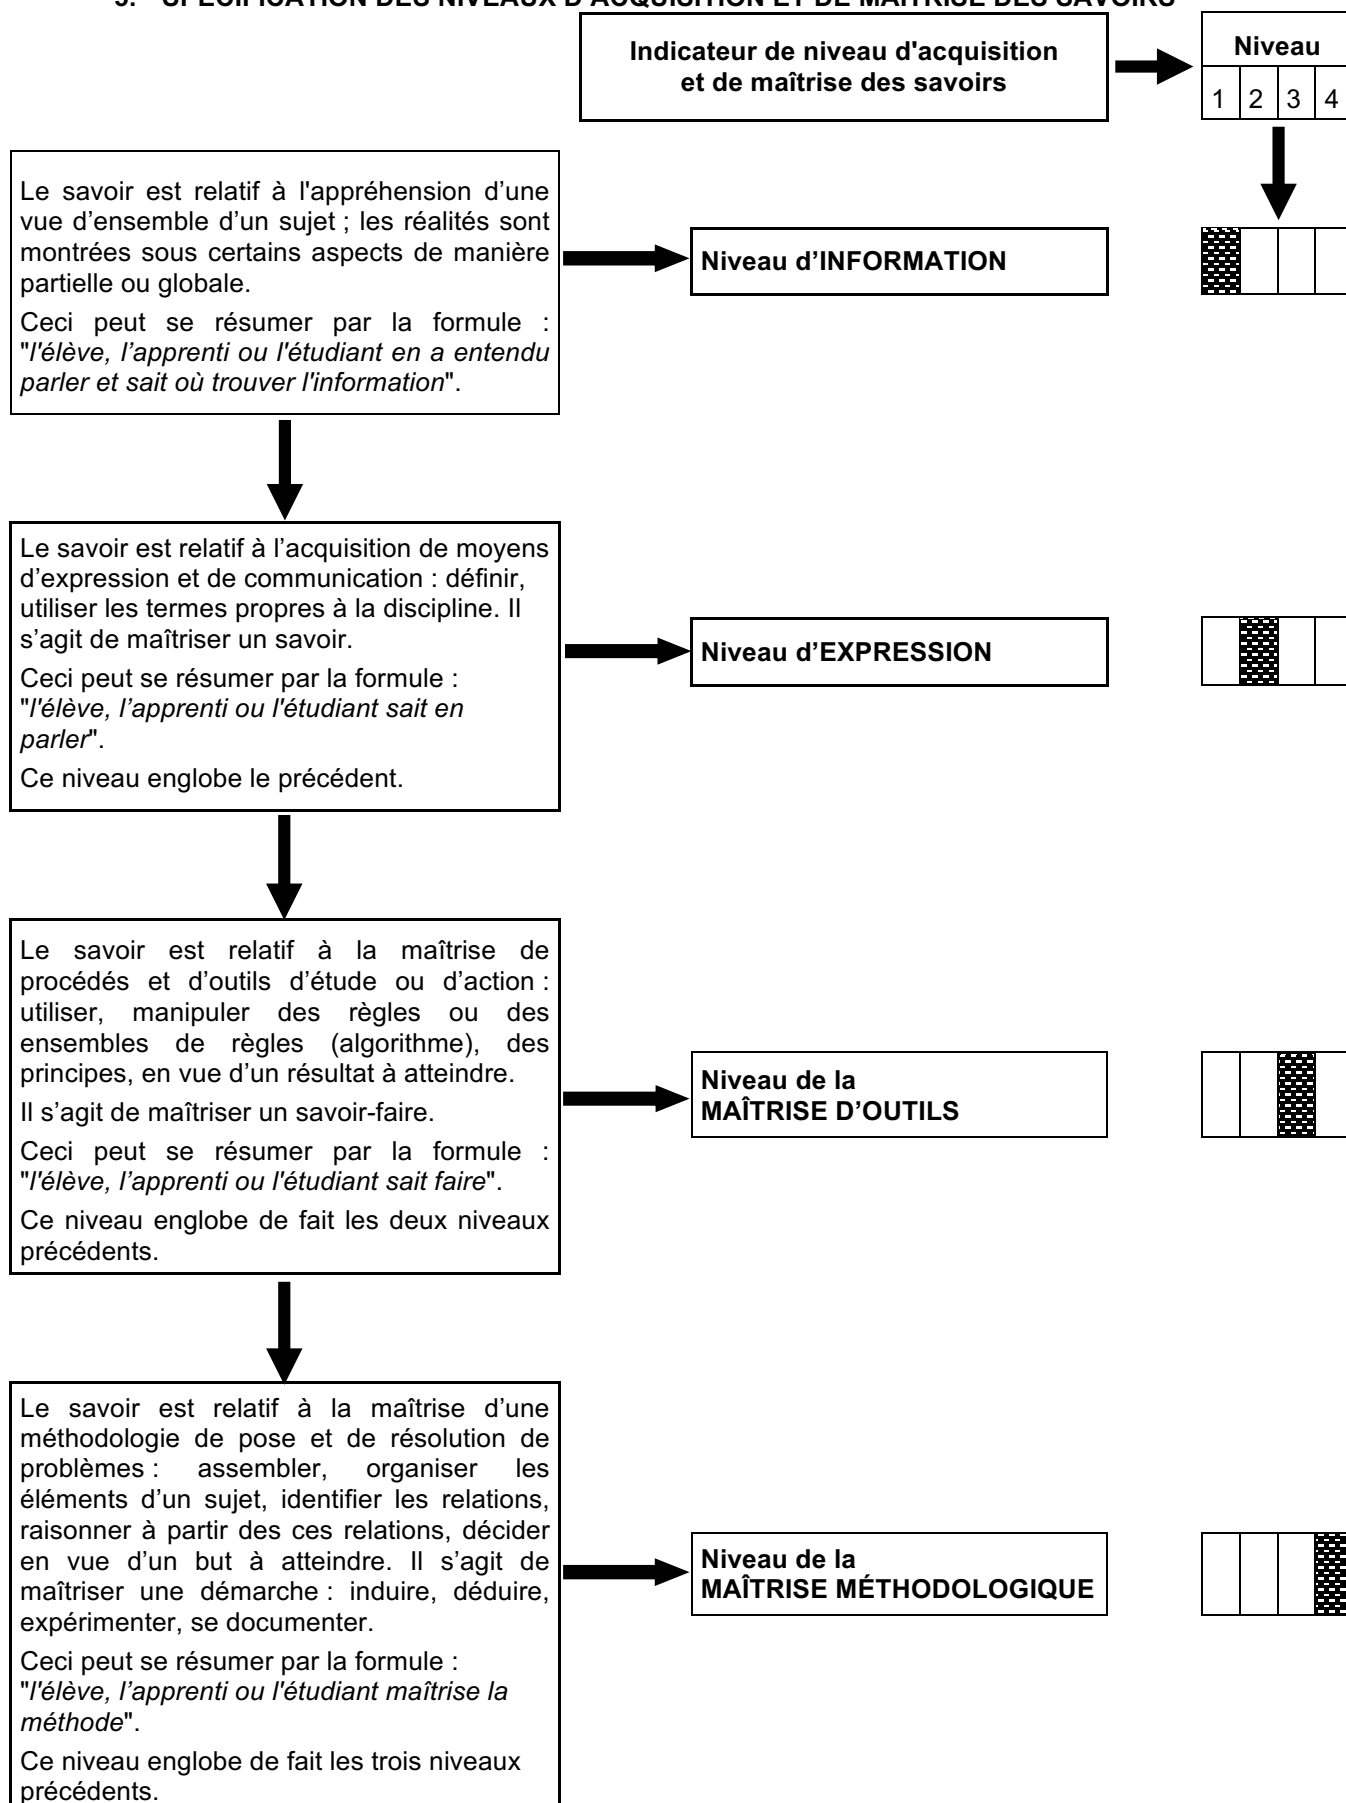 3. SPÉCIFICATION DES NIVEAUX D'ACQUISITION ET DE MAÎTRISE DES SAVOIRS
Indicateur de niveau d'acquisition
et de maîtrise des savoirs
Niveau
1 2 3 4
Le savoir est relatif à l'appréhension d’une
vue d’ensemble d’un sujet ; les réalités sont
montrées sous certains aspects de manière
partielle ou globale.
Ceci peut se résumer par la formule :
"l'élève, l’apprenti ou l'étudiant en a entendu
parler et sait où trouver l'information".
Niveau d’INFORMATION
Le savoir est relatif à l’acquisition de moyens
d’expression et de communication : définir,
utiliser les termes propres à la discipline. Il
s’agit de maîtriser un savoir.
Ceci peut se résumer par la formule :
"l'élève, l’apprenti ou l'étudiant sait en
parler".
Ce niveau englobe le précédent.
Niveau d’EXPRESSION
Le savoir est relatif à la maîtrise de
procédés et d’outils d’étude ou d’action :
utiliser, manipuler des règles ou des
ensembles de règles (algorithme), des
principes, en vue d’un résultat à atteindre.
Il s’agit de maîtriser un savoir-faire.
Ceci peut se résumer par la formule :
"l'élève, l’apprenti ou l'étudiant sait faire".
Ce niveau englobe de fait les deux niveaux
précédents.
Niveau de la
MAÎTRISE D’OUTILS
Le savoir est relatif à la maîtrise d’une
méthodologie de pose et de résolution de
problèmes : assembler, organiser les
éléments d’un sujet, identifier les relations,
raisonner à partir des ces relations, décider
en vue d’un but à atteindre. Il s’agit de
maîtriser une démarche : induire, déduire,
expérimenter, se documenter.
Ceci peut se résumer par la formule :
"l'élève, l’apprenti ou l'étudiant maîtrise la
méthode".
Ce niveau englobe de fait les trois niveaux
précédents.
Niveau de la
MAÎTRISE MÉTHODOLOGIQUE